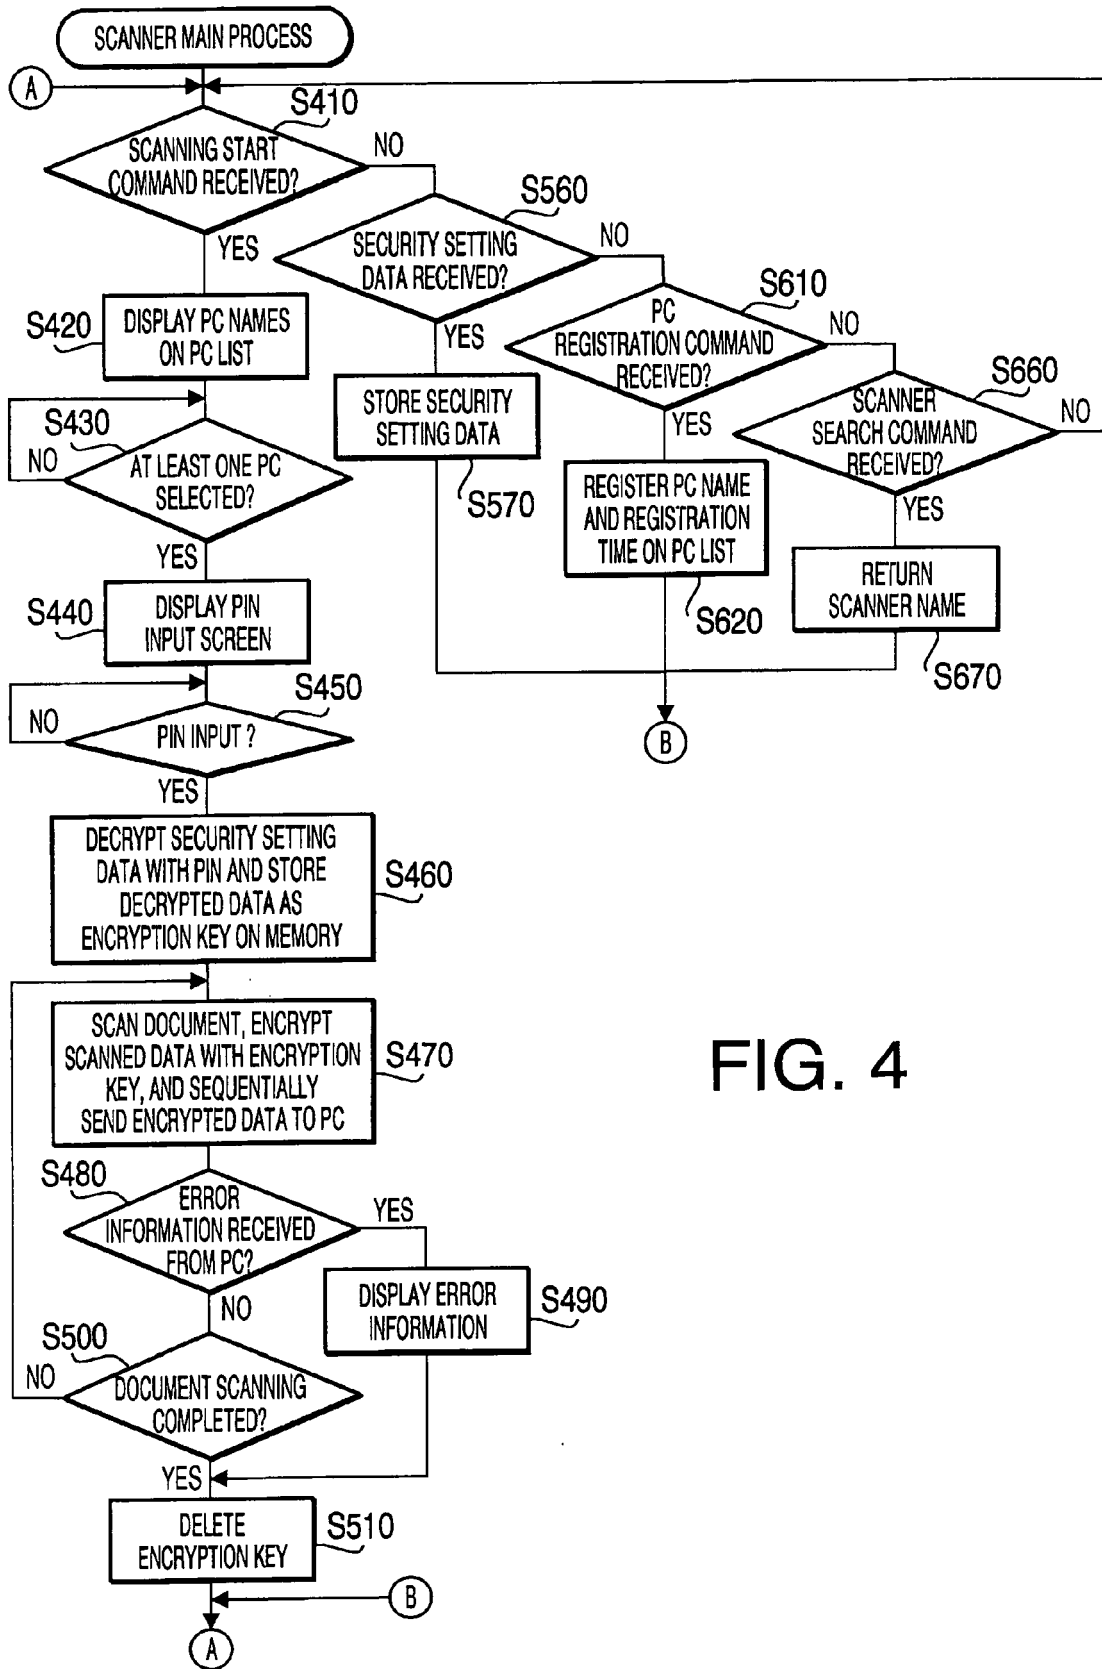 SCANNER MAIN PROCESS
A
S410
SCANNING START
COMMAND RECEIVED?
NO
YES
S560
SECURITY SETTING
DATA RECEIVED?
NO
YES
S610
PC
REGISTRATION COMMAND
RECEIVED?
NO
YES
S660
SCANNER
SEARCH COMMAND
RECEIVED?
NO
YES
S420
DISPLAY PC NAMES
ON PC LIST
STORE SECURITY
SETTING DATA
S570
REGISTER PC NAME
AND REGISTRATION
TIME ON PC LIST
S620
RETURN
SCANNER NAME
S670
B
S430
NO
AT LEAST ONE PC
SELECTED?
YES
S440
DISPLAY PIN
INPUT SCREEN
S450
NO
PIN INPUT ?
YES
DECRYPT SECURITY SETTING
DATA WITH PIN AND STORE
DECRYPTED DATA AS
ENCRYPTION KEY ON MEMORY
S460
SCAN DOCUMENT, ENCRYPT
SCANNED DATA WITH ENCRYPTION
KEY, AND SEQUENTIALLY
SEND ENCRYPTED DATA TO PC
S470
FIG. 4
S480
ERROR
INFORMATION RECEIVED
FROM PC?
YES
NO
DISPLAY ERROR
INFORMATION
S490
S500
NO
DOCUMENT SCANNING
COMPLETED?
YES
DELETE
ENCRYPTION KEY
S510
B
A